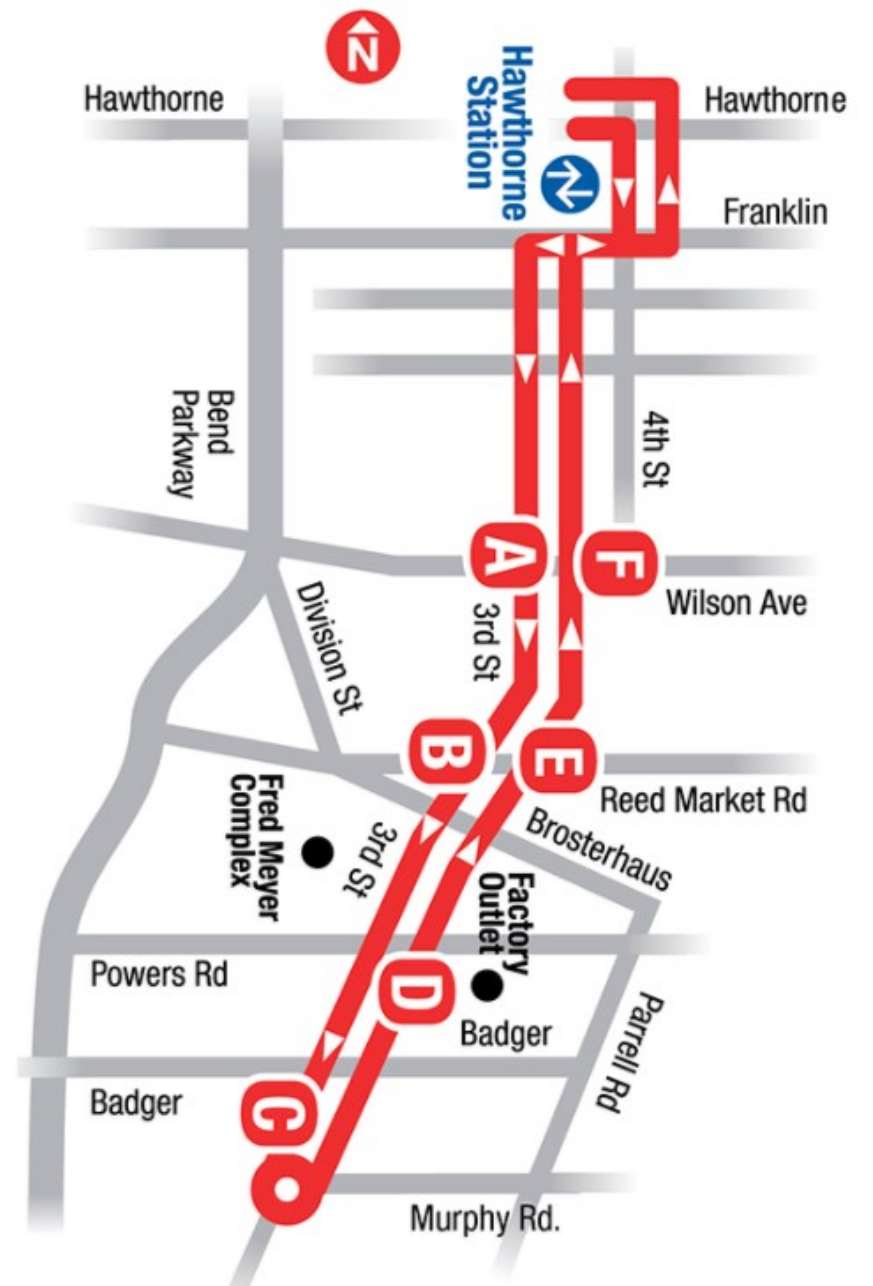 N
Hawthorne
Hawthorne
Station
Hawthorne
Franklin
Bend
Parkway
4th St
A
F
Wilson Ave
3rd St
Division St
B
E
Reed Market Rd
Brosterhaus
Fred Meyer
Complex
3rd St
Factory
Outlet
Powers Rd
D
Badger
Parrell Rd
Badger
C
Murphy Rd.